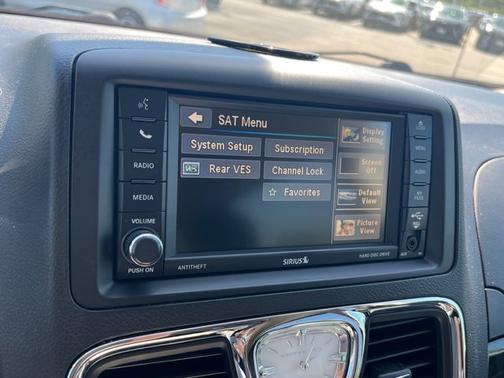 SAT Menu
System Setup
Subscription
Rear VES
Channel Lock
☆ Favorites
Display
Setting
Screen
Off
Default
View
Picture
View
RADIO
MEDIA
VOLUME
PUSH ON
ANTITHEFT
SIRIUS
HARD DISC DRIVE
MENU
AUDIO
MY
FILES
AUX